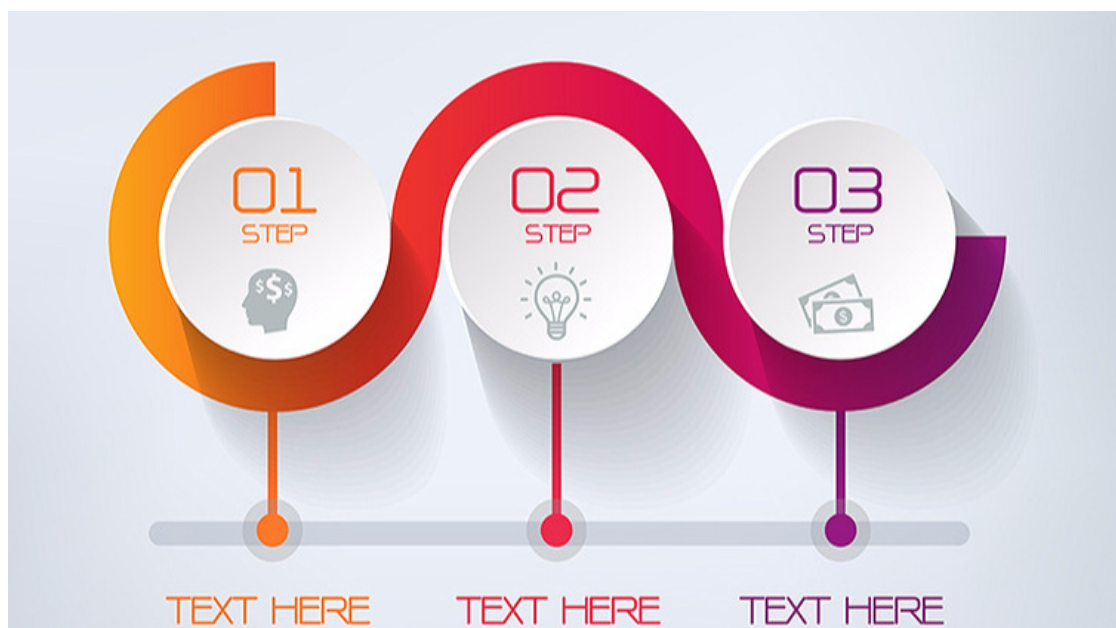 01
STEP
02
STEP
03
STEP
$ $ $
$
TEXT HERE
TEXT HERE
TEXT HERE